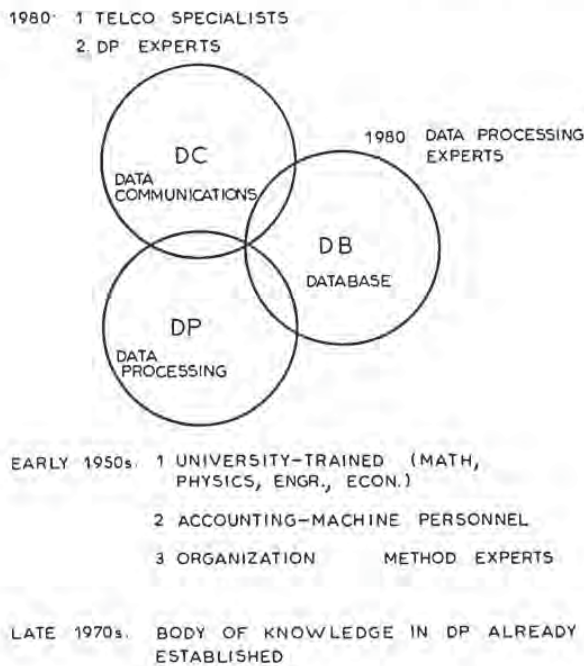 1980· 1 TELCO SPECIALISTS
2. DP EXPERTS
DC
DATA
COMMUNICATIONS
1980 DATA PROCESSING
EXPERTS
DB
DATABASE
DP
DATA
PROCESSING
EARLY 1950s. 1 UNIVERSITY-TRAINED (MATH,
PHYSICS, ENGR., ECON.)
2 ACCOUNTING-MACHINE PERSONNEL
3 ORGANIZATION METHOD EXPERTS
LATE 1970s. BODY OF KNOWLEDGE IN DP ALREADY
ESTABLISHED